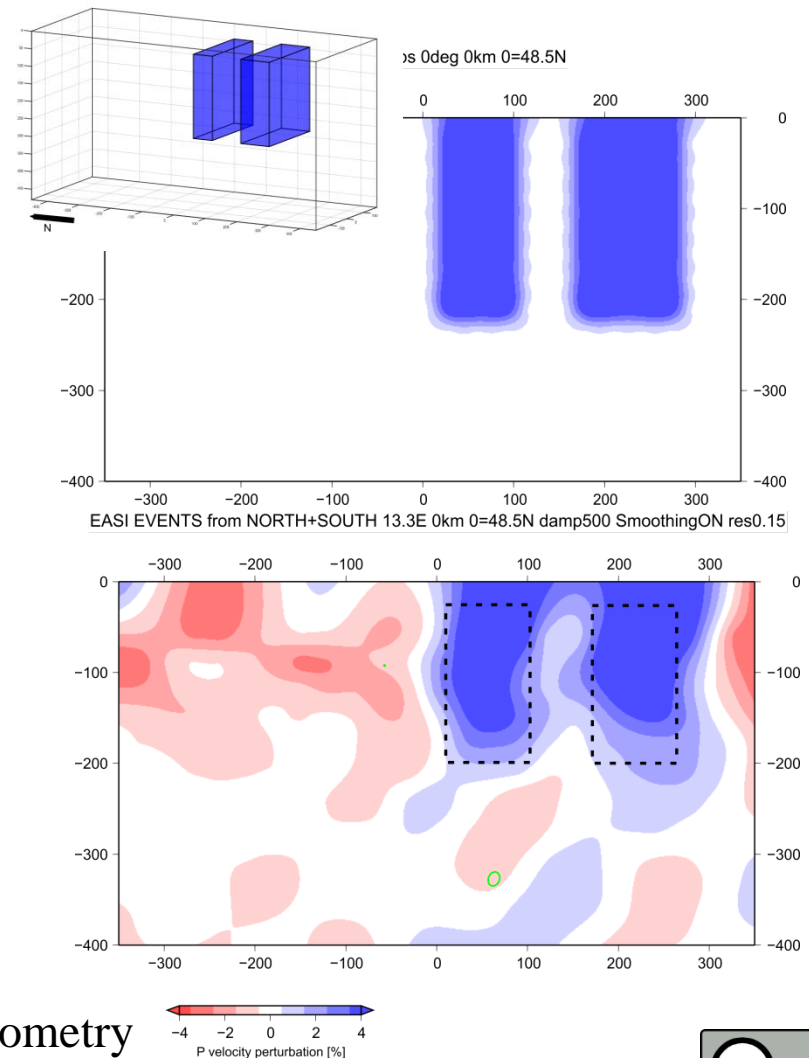 N
ps 0deg 0km 0=48.5N
0 100 200 300
0
−100
−200 −200
−300 −300
−400 −400
−300 −200 −100 0 100 200 300
EASI EVENTS from NORTH+SOUTH 13.3E 0km 0=48.5N damp500 SmoothingON res0.15
−300 −200 −100 0 100 200 300
0 0
−100 −100
−200 −200
−300 −300
−400 −400
−300 −200 −100 0 100 200 300
ometry
−4 −2 0 2 4
P velocity perturbation [%]